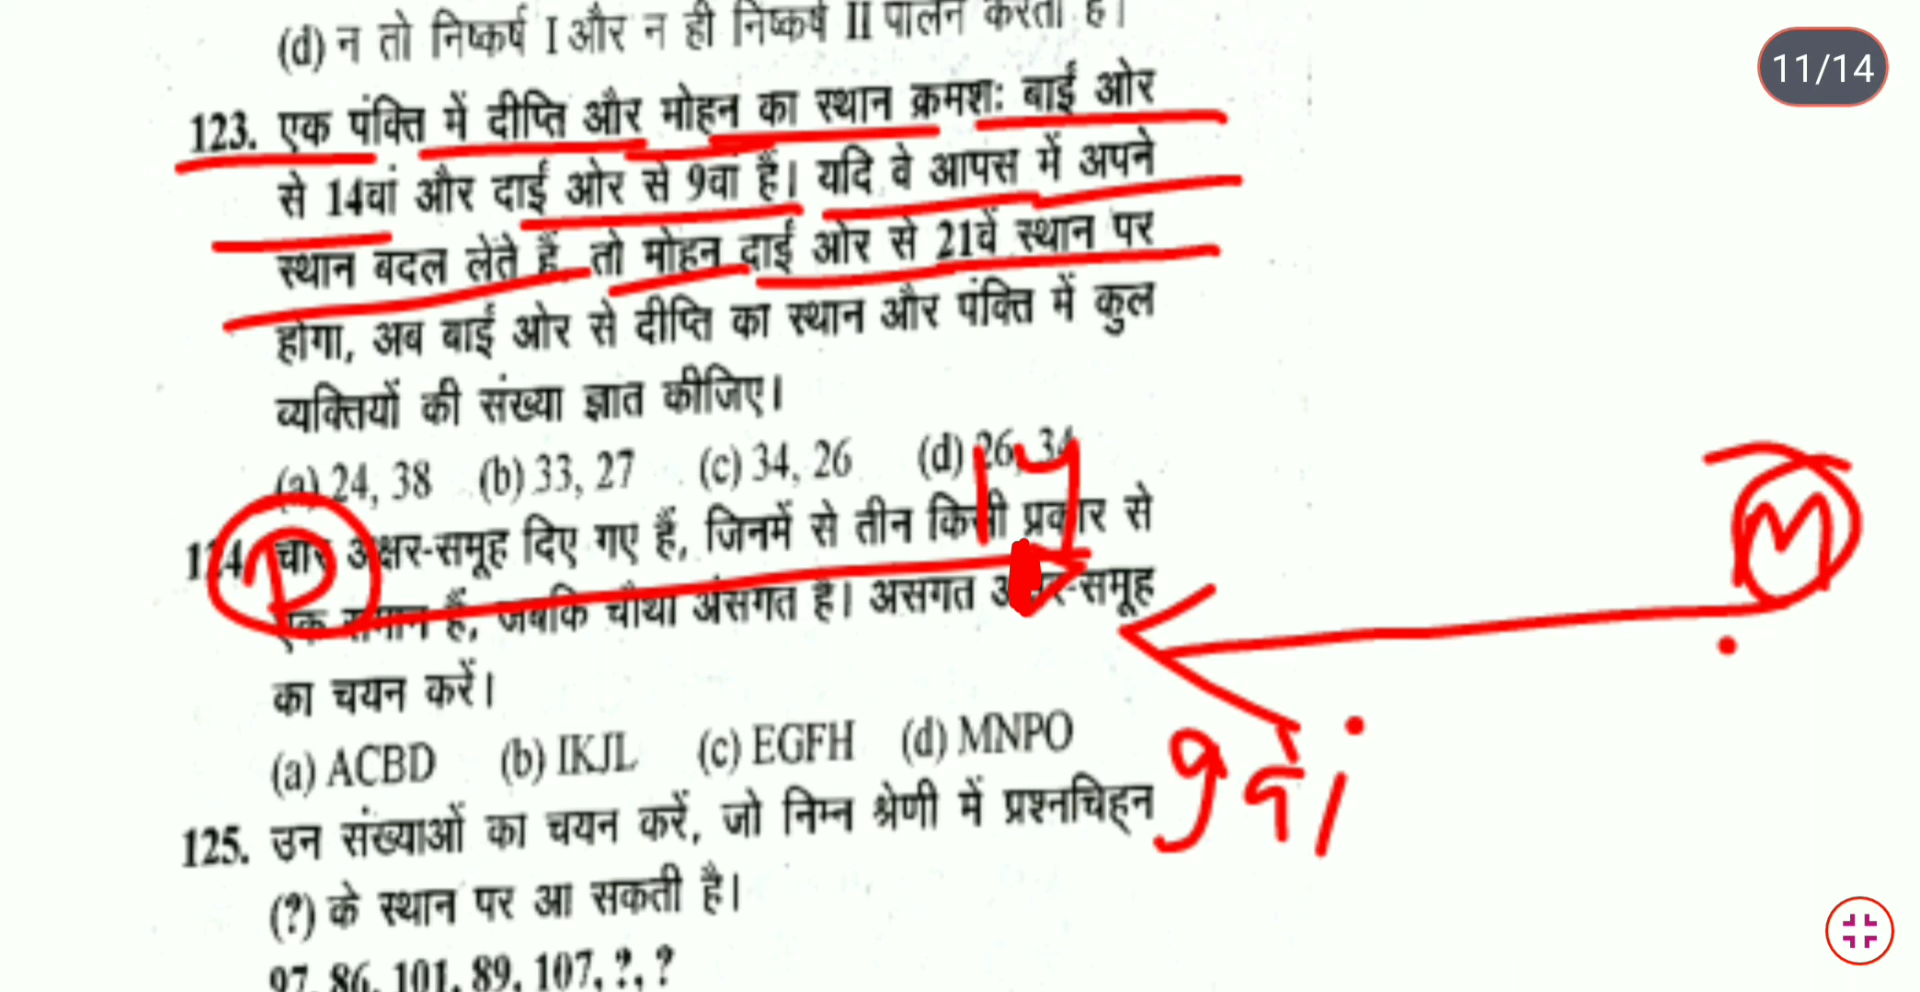 (d) न तो निष्कर्ष I और न ही निष्कर्ष II पालन करता है।
11/14
123. एक पंक्ति में दीप्ति और मोहन का स्थान क्रमशः बाईं ओर
से 14वां और दाईं ओर से 9वां है। यदि वे आपस में अपने
स्थान बदल लेते हैं, तो मोहन दाईं ओर से 21वें स्थान पर
होगा, अब बाईं ओर से दीप्ति का स्थान और पंक्ति में कुल
व्यक्तियों की संख्या ज्ञात कीजिए।
(a) 24, 38 (b) 33, 27 (c) 34, 26 (d) 26, 34
14
M
D
124. चार अक्षर-समूह दिए गए हैं, जिनमें से तीन किसी प्रकार से
एक समान हैं, जबकि चौथा असंगत है। असंगत अक्षर-समूह
का चयन करें।
(a) ACBD (b) IKJL (c) EGFH (d) MNPO
9वां
125. उन संख्याओं का चयन करें, जो निम्न श्रेणी में प्रश्नचिह्न
(?) के स्थान पर आ सकती है।
97, 86, 101, 89, 107, ?, ?